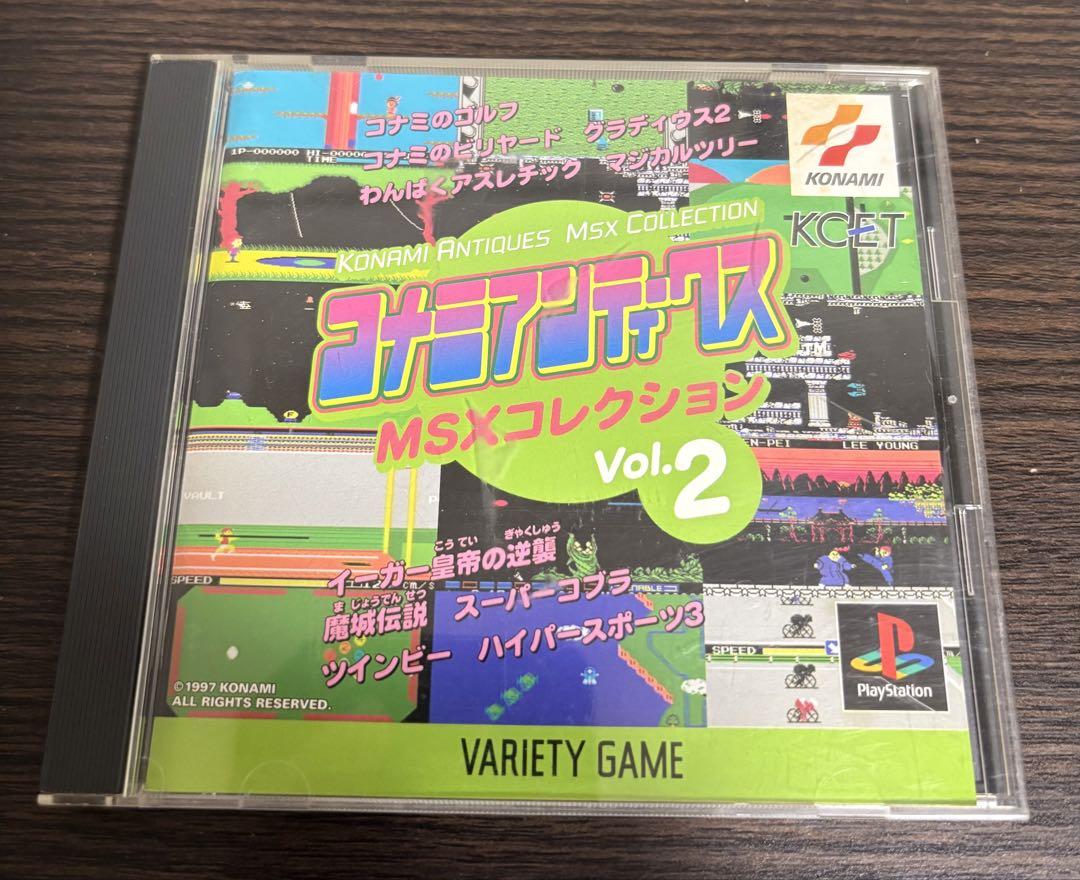 コナミのゴルフ
コナミのビリヤード グラディウス2
わんぱくアスレチック マジカルツリー
1P-000000 HI-0000
TIME
KONAMI
KCET
KONAMI ANTIQUES MSX COLLECTION
コナミアンティークス
MSXコレクション
Vol.2
EN-PEI LEE YOUNG
VAULT
こうてい ぎゃくしゅう
イーガー皇帝の逆襲
SPEED
cm/s
まじょうでんせつ
魔城伝説 スーパーコブラ
ツインビー ハイパースポーツ3
SPEED
©1997 KONAMI
ALL RIGHTS RESERVED.
PlayStation
VARIETY GAME